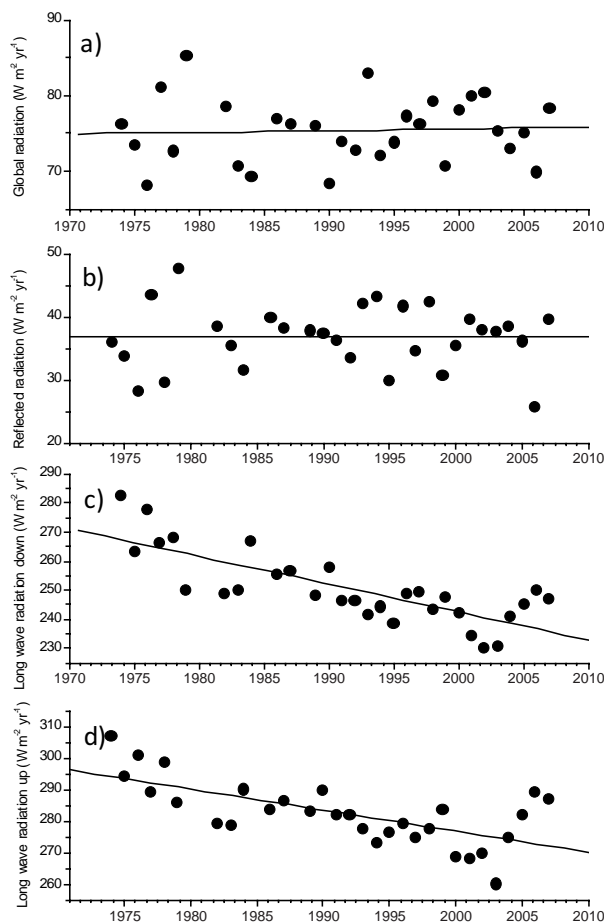 a)
Global radiation (W m⁻² yr⁻¹)
90
80
70
1970 1975 1980 1985 1990 1995 2000 2005 2010
b)
Reflected radiation (W m⁻² yr⁻¹)
50
40
30
20
1975 1980 1985 1990 1995 2000 2005 2010
c)
Long wave radiation down (W m⁻² yr⁻¹)
290
280
270
260
250
240
230
1970 1975 1980 1985 1990 1995 2000 2005 2010
d)
Long wave radiation up (W m⁻² yr⁻¹)
310
300
290
280
270
260
1975 1980 1985 1990 1995 2000 2005 2010